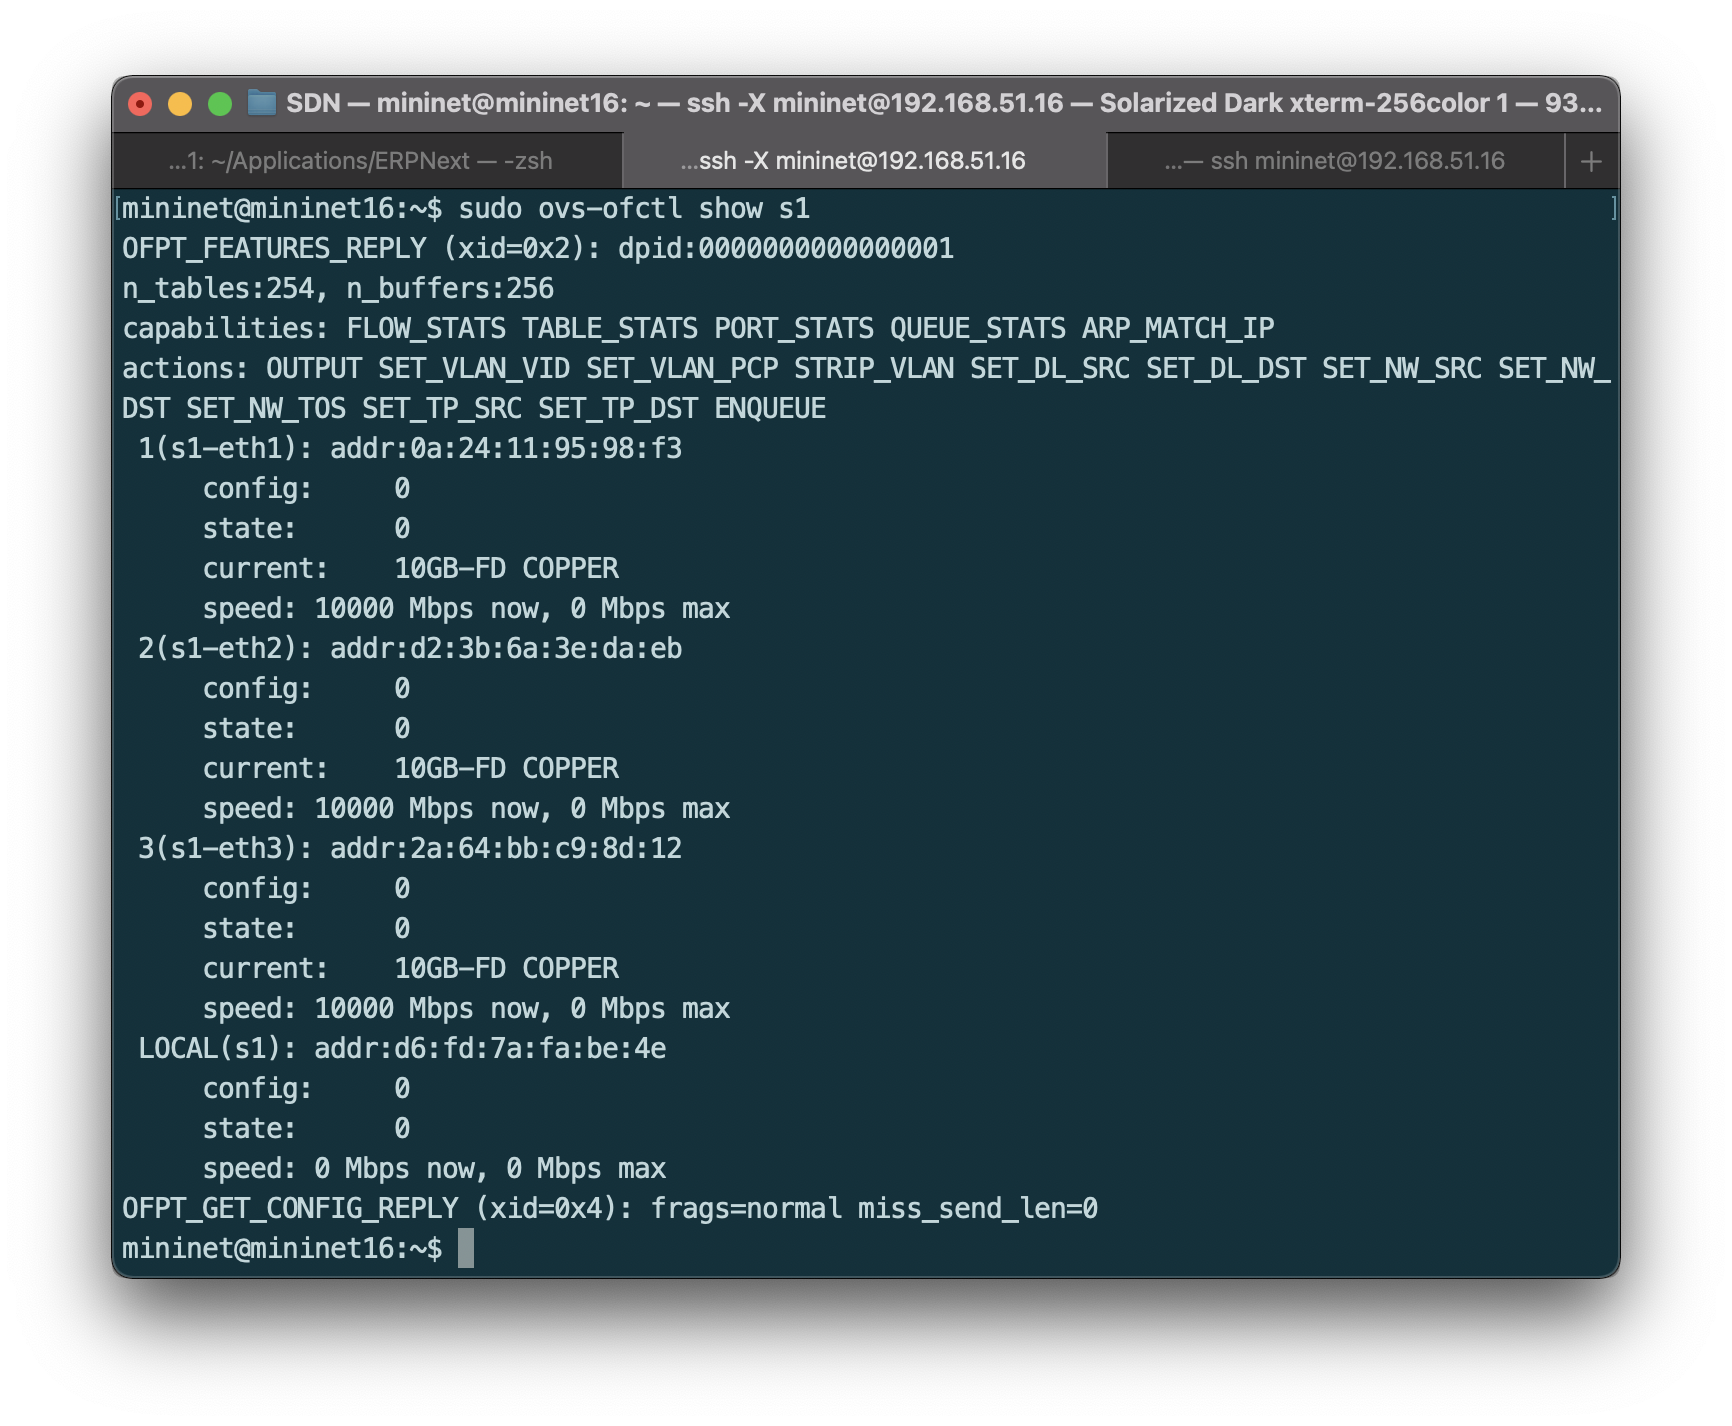 SDN — mininet@mininet16: ~ — ssh -X mininet@192.168.51.16 — Solarized Dark xterm-256color 1 — 93...
...1: ~/Applications/ERPNext — -zsh
...ssh -X mininet@192.168.51.16
...— ssh mininet@192.168.51.16
+
[mininet@mininet16:~$ sudo ovs-ofctl show s1 ]
OFPT_FEATURES_REPLY (xid=0x2): dpid:0000000000000001
n_tables:254, n_buffers:256
capabilities: FLOW_STATS TABLE_STATS PORT_STATS QUEUE_STATS ARP_MATCH_IP
actions: OUTPUT SET_VLAN_VID SET_VLAN_PCP STRIP_VLAN SET_DL_SRC SET_DL_DST SET_NW_SRC SET_NW_
DST SET_NW_TOS SET_TP_SRC SET_TP_DST ENQUEUE
 1(s1-eth1): addr:0a:24:11:95:98:f3
     config:     0
     state:      0
     current:    10GB-FD COPPER
     speed: 10000 Mbps now, 0 Mbps max
 2(s1-eth2): addr:d2:3b:6a:3e:da:eb
     config:     0
     state:      0
     current:    10GB-FD COPPER
     speed: 10000 Mbps now, 0 Mbps max
 3(s1-eth3): addr:2a:64:bb:c9:8d:12
     config:     0
     state:      0
     current:    10GB-FD COPPER
     speed: 10000 Mbps now, 0 Mbps max
 LOCAL(s1): addr:d6:fd:7a:fa:be:4e
     config:     0
     state:      0
     speed: 0 Mbps now, 0 Mbps max
OFPT_GET_CONFIG_REPLY (xid=0x4): frags=normal miss_send_len=0
mininet@mininet16:~$